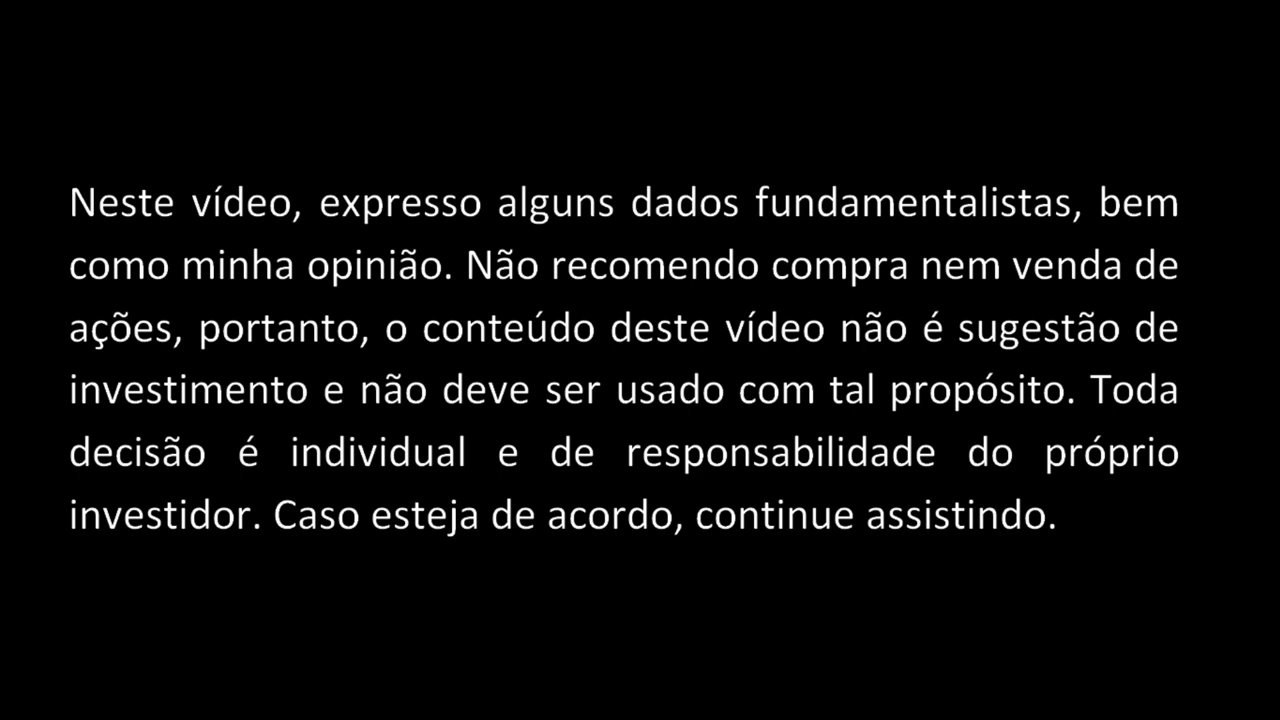 Neste vídeo, expresso alguns dados fundamentalistas, bem
como minha opinião. Não recomendo compra nem venda de
ações, portanto, o conteúdo deste vídeo não é sugestão de
investimento e não deve ser usado com tal propósito. Toda
decisão é individual e de responsabilidade do próprio
investidor. Caso esteja de acordo, continue assistindo.